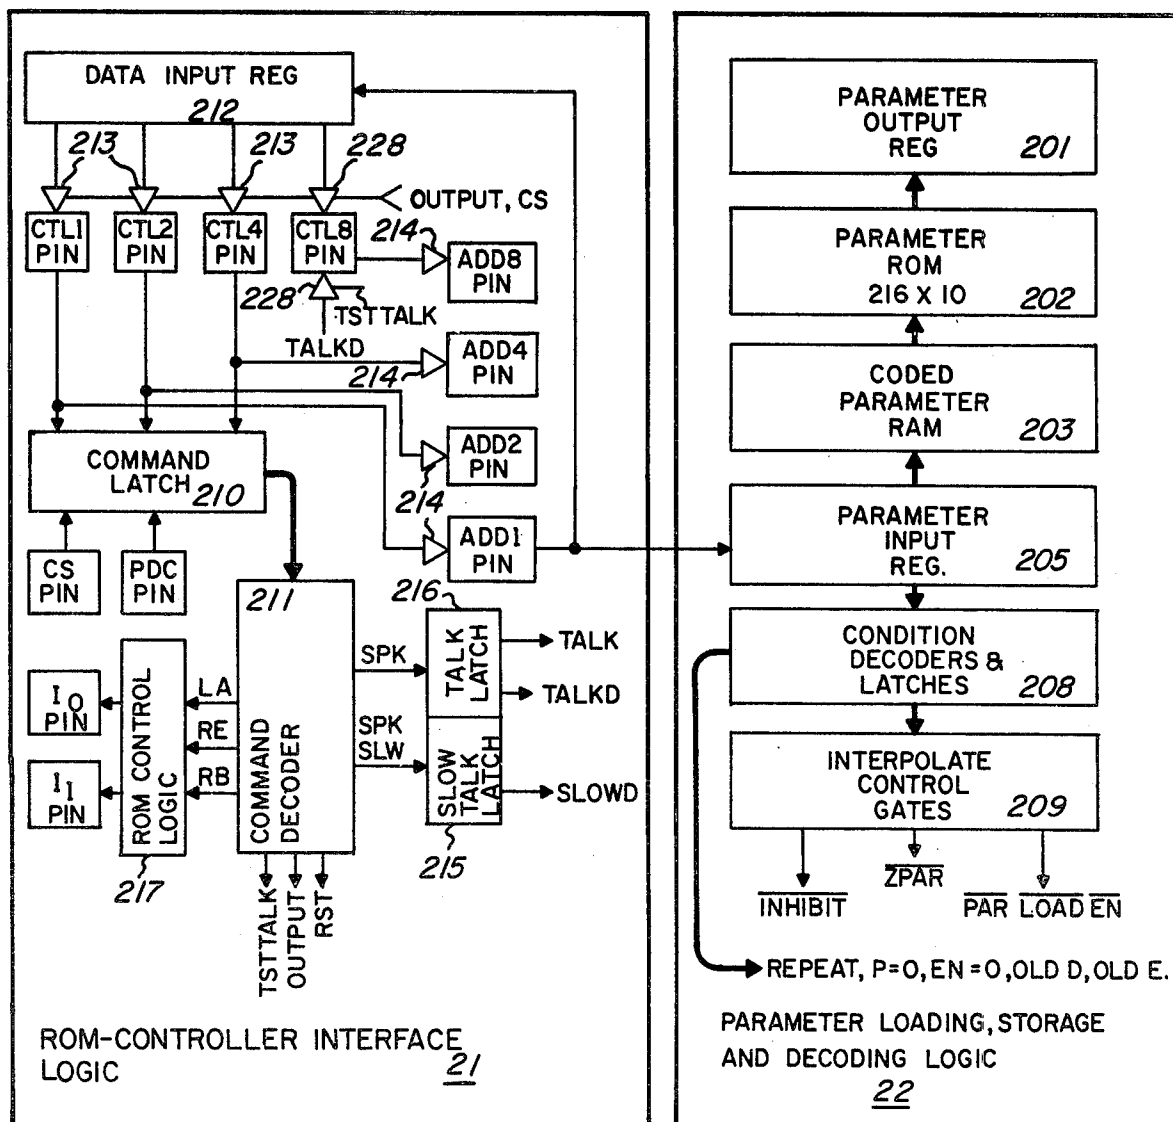 DATA INPUT REG
212
213
213
228
OUTPUT, CS
CTL1
PIN
CTL2
PIN
CTL4
PIN
CTL8
PIN
214
ADD8
PIN
228
TSTTALK
TALKD
214
ADD4
PIN
COMMAND
LATCH 210
214
ADD2
PIN
214
ADD1
PIN
CS
PIN
PDC
PIN
211
COMMAND
DECODER
216
TALK
LATCH
SPK
TALK
TALKD
I0
PIN
I1
PIN
ROM CONTROL
LOGIC
217
LA
RE
RB
SPK
SLW
SLOW
TALK
LATCH
215
SLOWD
TSTTALK
OUTPUT
RST
ROM-CONTROLLER INTERFACE
LOGIC
21
PARAMETER
OUTPUT
REG 201
PARAMETER
ROM
216 X 10 202
CODED
PARAMETER
RAM 203
PARAMETER
INPUT
REG. 205
CONDITION
DECODERS &
LATCHES 208
INTERPOLATE
CONTROL
GATES 209
INHIBIT
ZPAR
PAR LOAD EN
REPEAT, P=O, EN=O, OLD D, OLD E.
PARAMETER LOADING, STORAGE
AND DECODING LOGIC
22